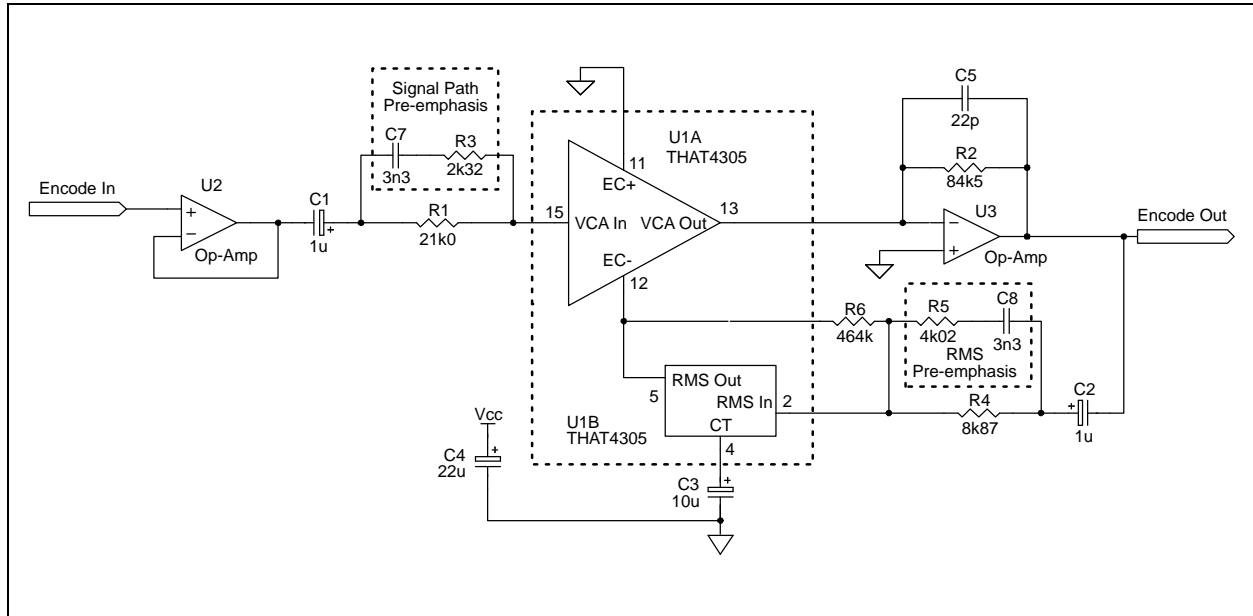 Signal Path
Pre-emphasis
C7
3n3
R3
2k32
Encode In
U2
Op-Amp
C1
+
1u
R1
21k0
U1A
THAT4305
11
EC+
15
VCA In
VCA Out
13
EC-
12
C5
22p
R2
84k5
U3
Op-Amp
Encode Out
R6
464k
R5
4k02
C8
3n3
RMS
Pre-emphasis
RMS Out
5
RMS In
2
CT
4
R4
8k87
C2
+
1u
U1B
THAT4305
Vcc
C4
+
22u
C3
+
10u